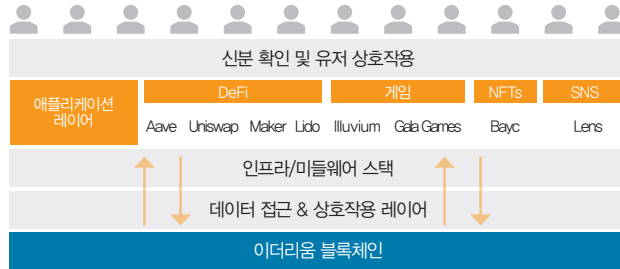 신분 확인 및 유저 상호작용
애플리케이션
레이어
DeFi
게임
NFTs
SNS
Aave Uniswap Maker Lido Illuvium Gala Games Bayc Lens
인프라/미들웨어 스택
데이터 접근 & 상호작용 레이어
이더리움 블록체인